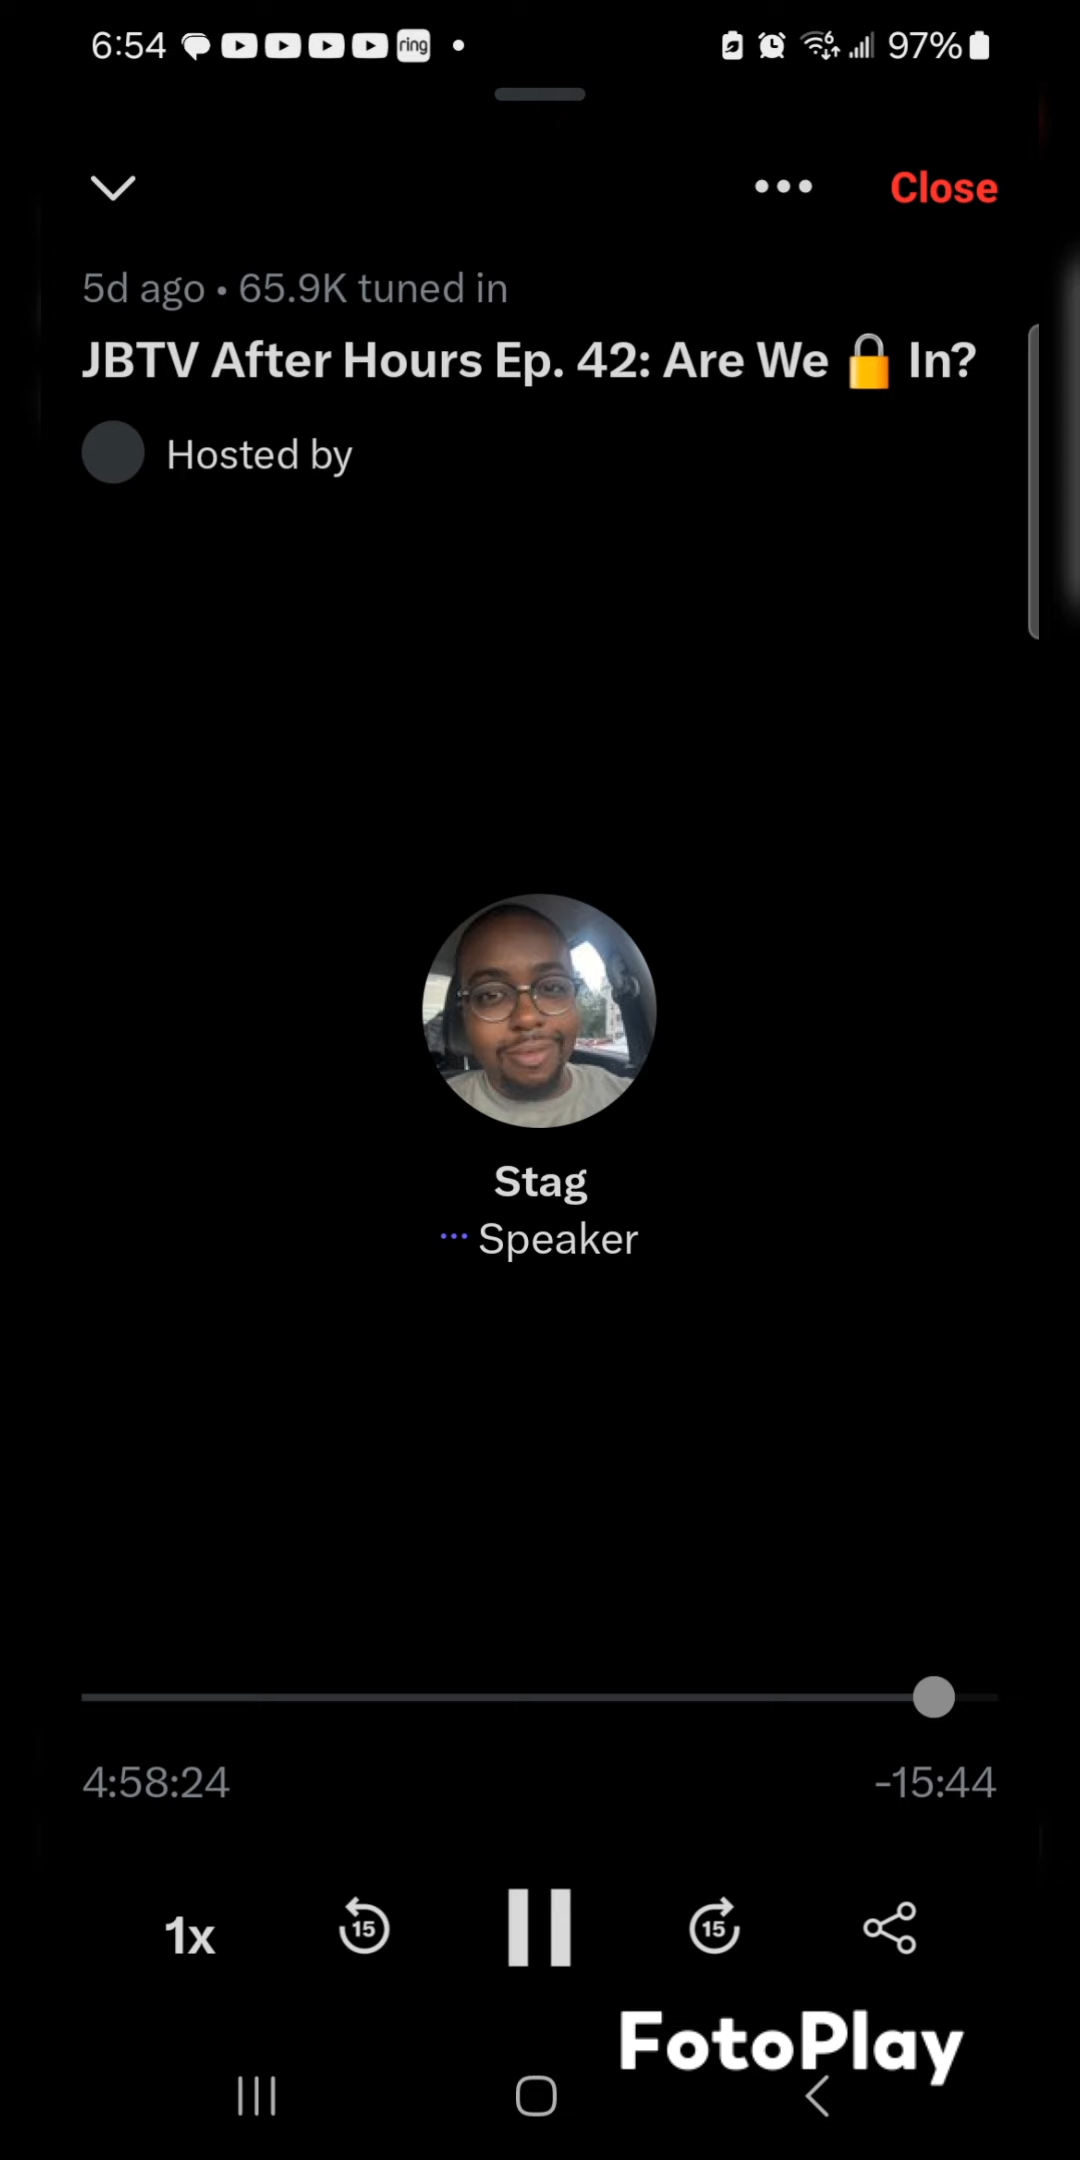 6:54 ring 97%
Close
5d ago • 65.9K tuned in
JBTV After Hours Ep. 42: Are We 🔒 In?
Hosted by
Stag
Speaker
4:58:24 -15:44
1x 15 15
FotoPlay